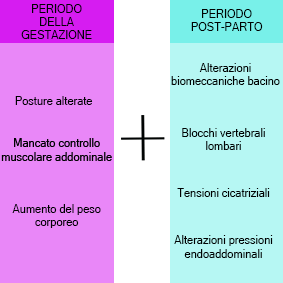 PERIODO
DELLA
GESTAZIONE
Posture alterate
Mancato controllo
muscolare addominale
Aumento del peso
corporeo
PERIODO
POST-PARTO
Alterazioni
biomeccaniche bacino
Blocchi vertebrali
lombari
Tensioni cicatriziali
Alterazioni pressioni
endoaddominali